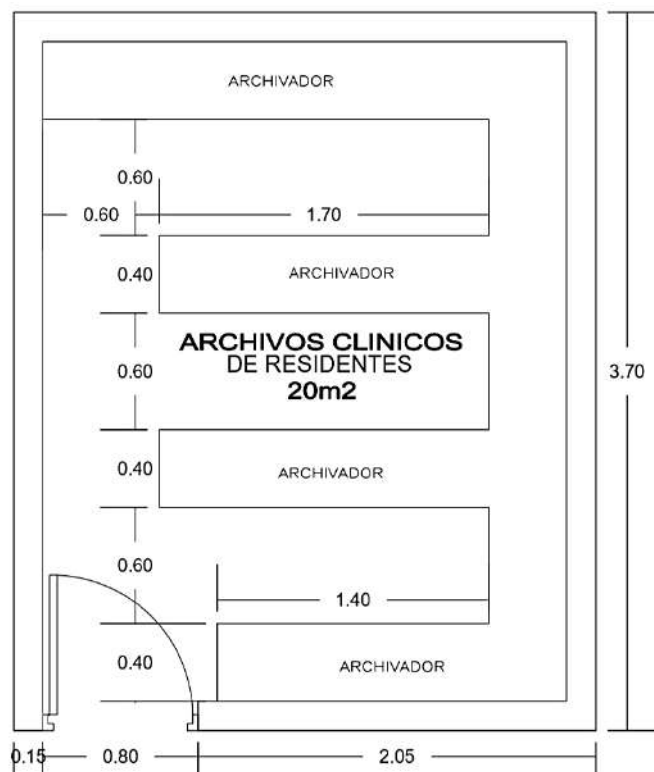 ARCHIVADOR
0.60
0.60
1.70
0.40
ARCHIVADOR
ARCHIVOS CLINICOS
DE RESIDENTES
20m2
0.60
3.70
0.40
ARCHIVADOR
0.60
1.40
0.40
ARCHIVADOR
0.15
0.80
2.05